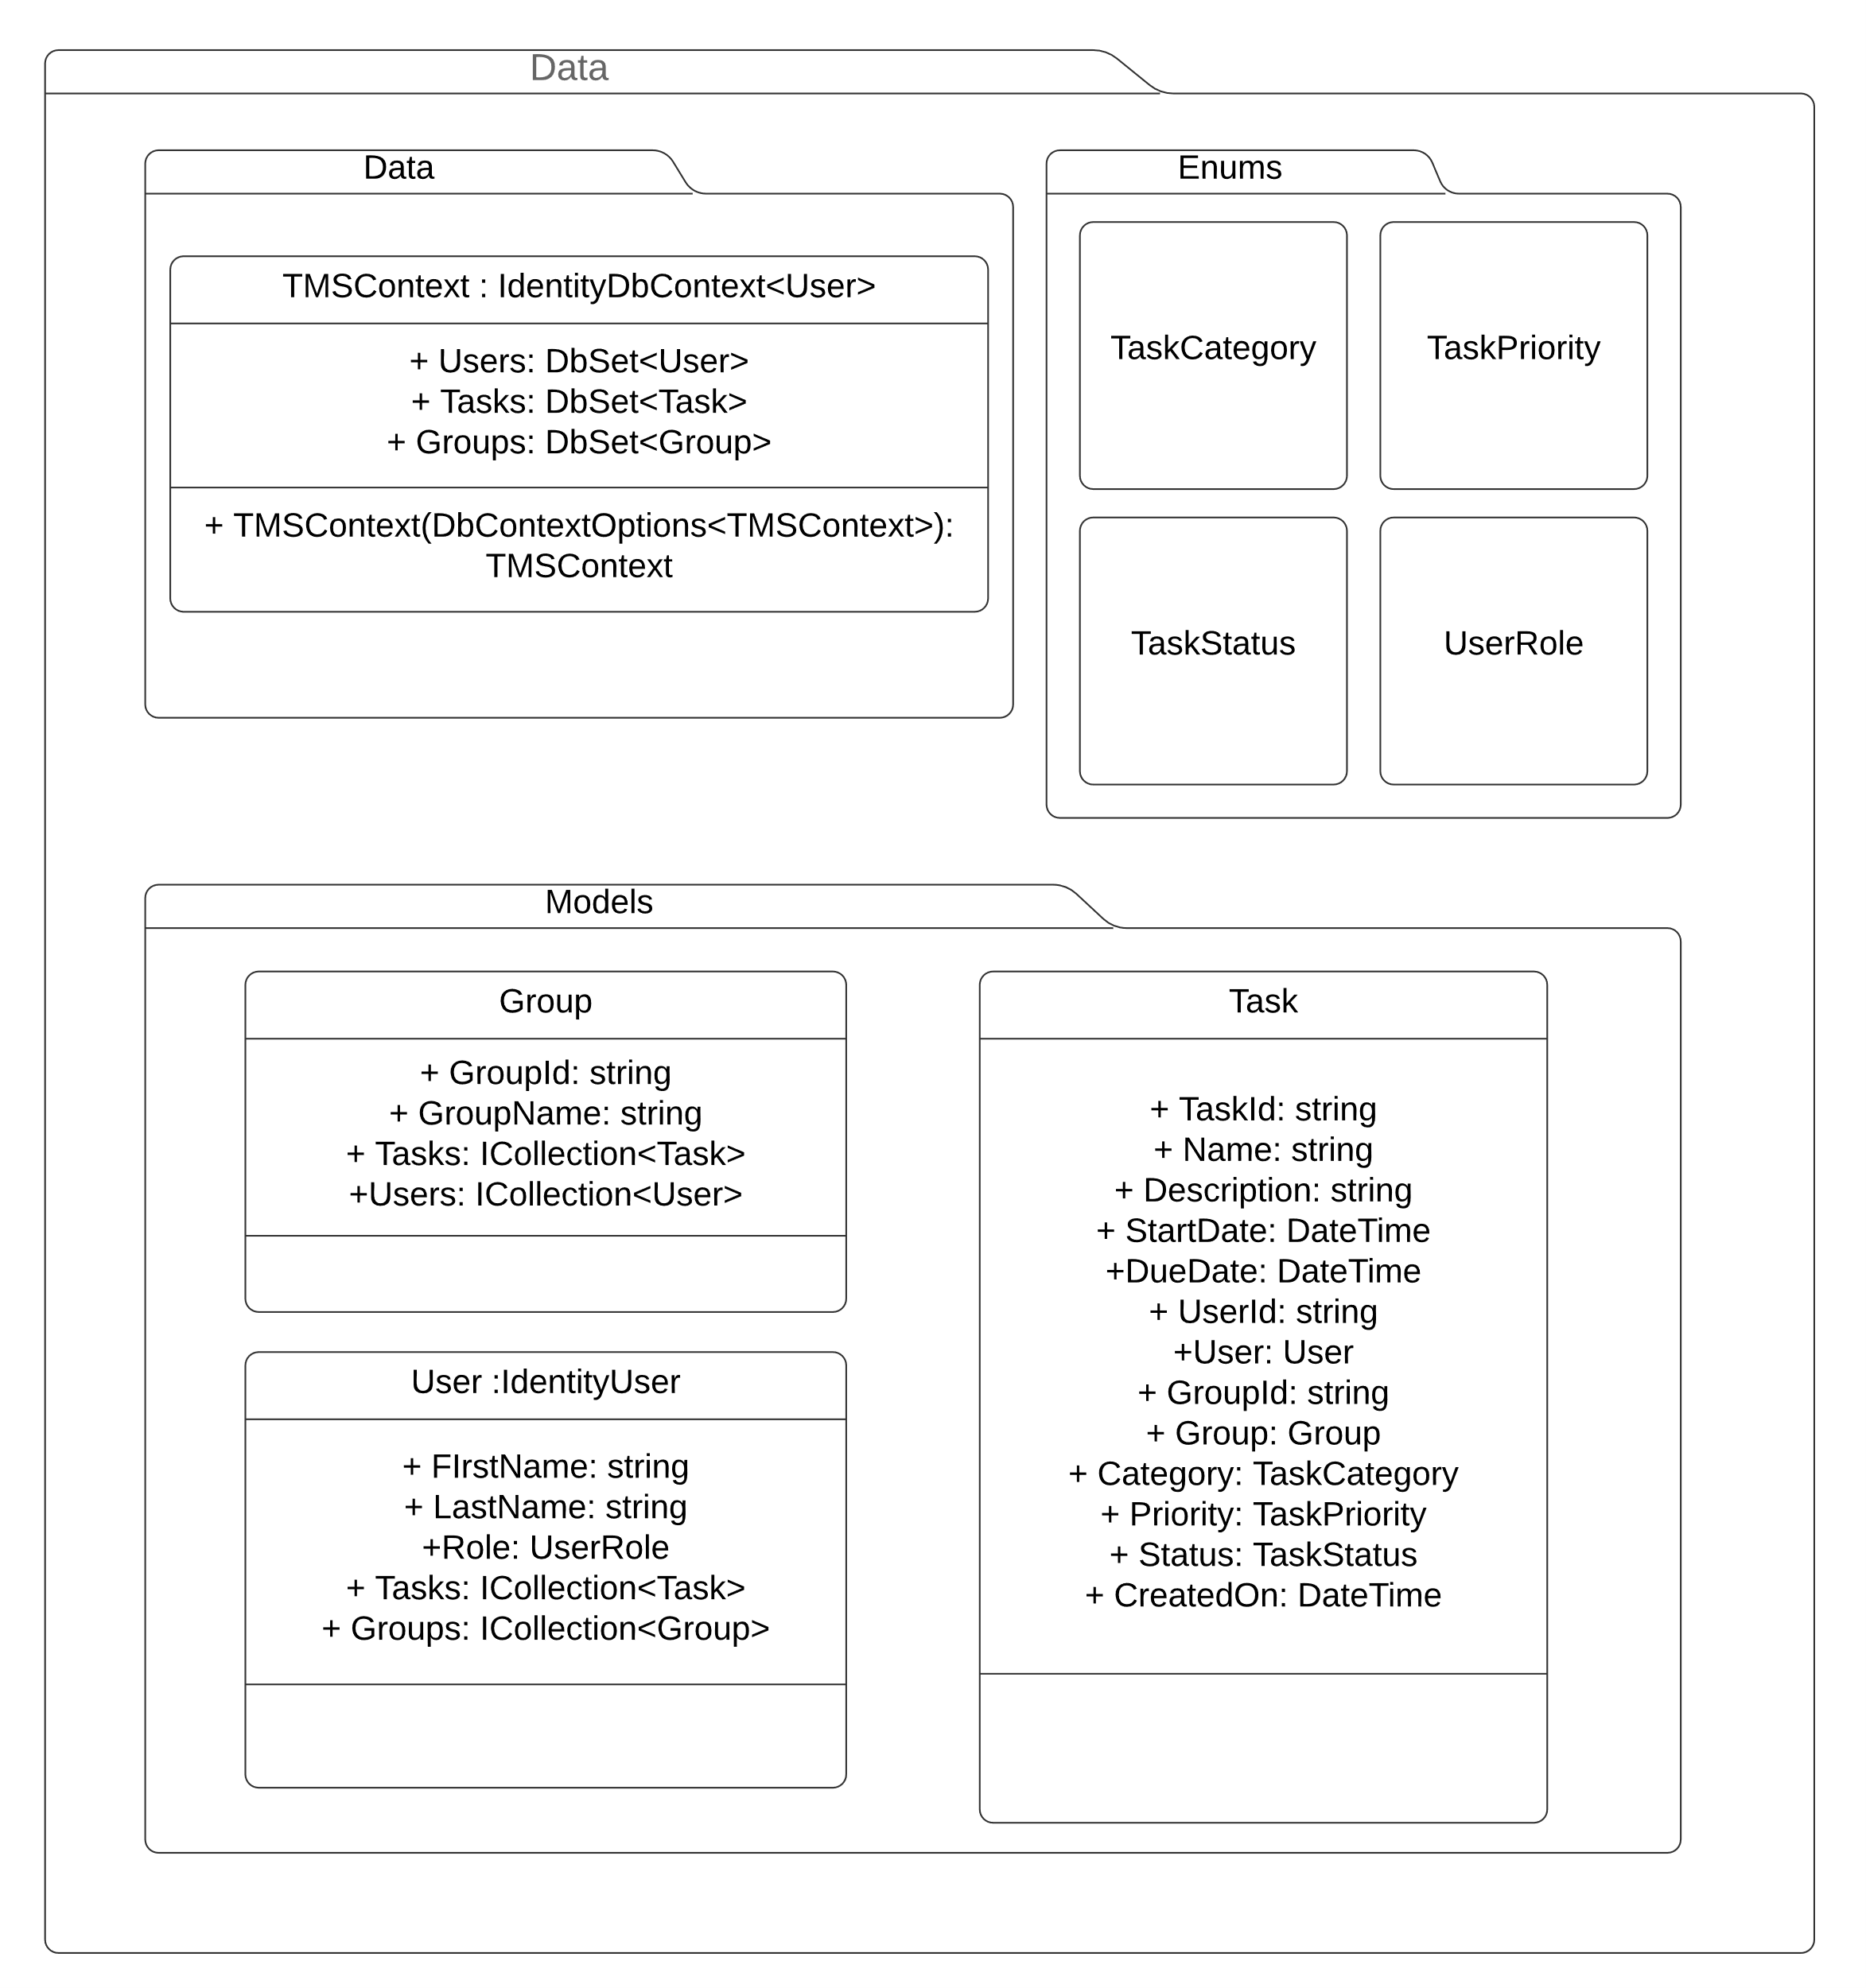 Data
Data
TMSContext : IdentityDbContext<User>
+ Users: DbSet<User>
+ Tasks: DbSet<Task>
+ Groups: DbSet<Group>
+ TMSContext(DbContextOptions<TMSContext>):
TMSContext
Enums
TaskCategory
TaskPriority
TaskStatus
UserRole
Models
Group
+ GroupId: string
+ GroupName: string
+ Tasks: ICollection<Task>
+Users: ICollection<User>
User :IdentityUser
+ FIrstName: string
+ LastName: string
+Role: UserRole
+ Tasks: ICollection<Task>
+ Groups: ICollection<Group>
Task
+ TaskId: string
+ Name: string
+ Description: string
+ StartDate: DateTime
+DueDate: DateTime
+ UserId: string
+User: User
+ GroupId: string
+ Group: Group
+ Category: TaskCategory
+ Priority: TaskPriority
+ Status: TaskStatus
+ CreatedOn: DateTime